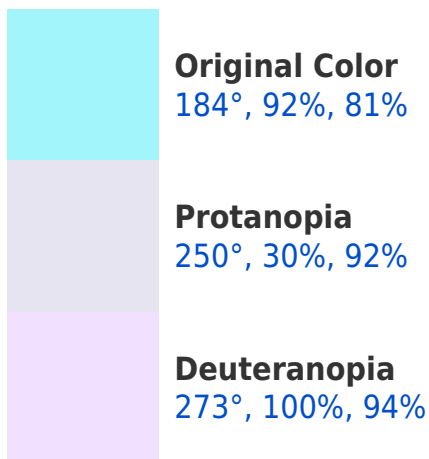 Original Color
184°, 92%, 81%
Protanopia
250°, 30%, 92%
Deuteranopia
273°, 100%, 94%